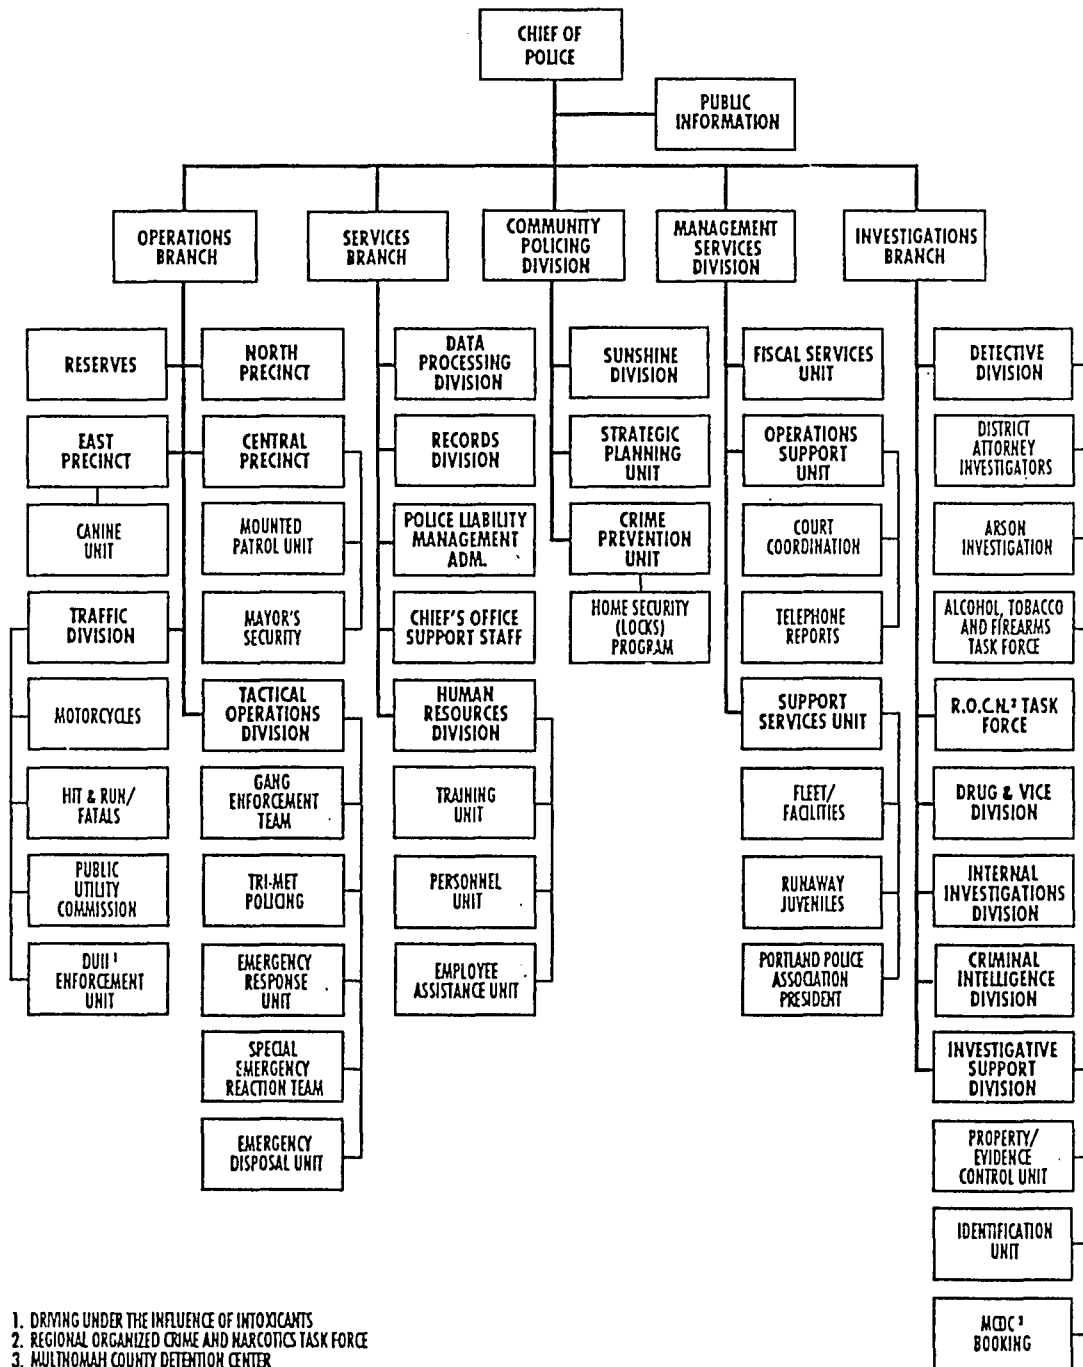 CHIEF OF
POLICE
PUBLIC
INFORMATION
OPERATIONS
BRANCH
SERVICES
BRANCH
COMMUNITY
POLICING
DIVISION
MANAGEMENT
SERVICES
DIVISION
INVESTIGATIONS
BRANCH
RESERVES
NORTH
PRECINCT
EAST
PRECINCT
CENTRAL
PRECINCT
CANINE
UNIT
MOUNTED
PATROL UNIT
TRAFFIC
DIVISION
MAYOR'S
SECURITY
MOTORCYCLES
TACTICAL
OPERATIONS
DIVISION
HIT & RUN/
FATALS
GANG
ENFORCEMENT
TEAM
PUBLIC
UTILITY
COMMISSION
TRI-MET
POLICING
DUII 1
ENFORCEMENT
UNIT
EMERGENCY
RESPONSE
UNIT
SPECIAL
EMERGENCY
REACTION TEAM
EMERGENCY
DISPOSAL UNIT
DATA
PROCESSING
DIVISION
RECORDS
DIVISION
POLICE LIABILITY
MANAGEMENT
ADM.
CHIEF'S OFFICE
SUPPORT STAFF
HUMAN
RESOURCES
DIVISION
TRAINING
UNIT
PERSONNEL
UNIT
EMPLOYEE
ASSISTANCE UNIT
SUNSHINE
DIVISION
STRATEGIC
PLANNING
UNIT
CRIME
PREVENTION
UNIT
HOME SECURITY
(LOCKS)
PROGRAM
FISCAL SERVICES
UNIT
OPERATIONS
SUPPORT
UNIT
COURT
COORDINATION
TELEPHONE
REPORTS
SUPPORT
SERVICES UNIT
FLEET/
FACILITIES
RUNAWAY
JUVENILES
PORTLAND POLICE
ASSOCIATION
PRESIDENT
DETECTIVE
DIVISION
DISTRICT
ATTORNEY
INVESTIGATORS
ARSON
INVESTIGATION
ALCOHOL, TOBACCO
AND FIREARMS
TASK FORCE
R.O.C.N.2 TASK
FORCE
DRUG & VICE
DIVISION
INTERNAL
INVESTIGATIONS
DIVISION
CRIMINAL
INTELLIGENCE
DIVISION
INVESTIGATIVE
SUPPORT
DIVISION
PROPERTY/
EVIDENCE
CONTROL UNIT
IDENTIFICATION
UNIT
MCDC 3
BOOKING
1. DRIVING UNDER THE INFLUENCE OF INTOXICANTS
2. REGIONAL ORGANIZED CRIME AND NARCOTICS TASK FORCE
3. MULTNOMAH COUNTY DETENTION CENTER